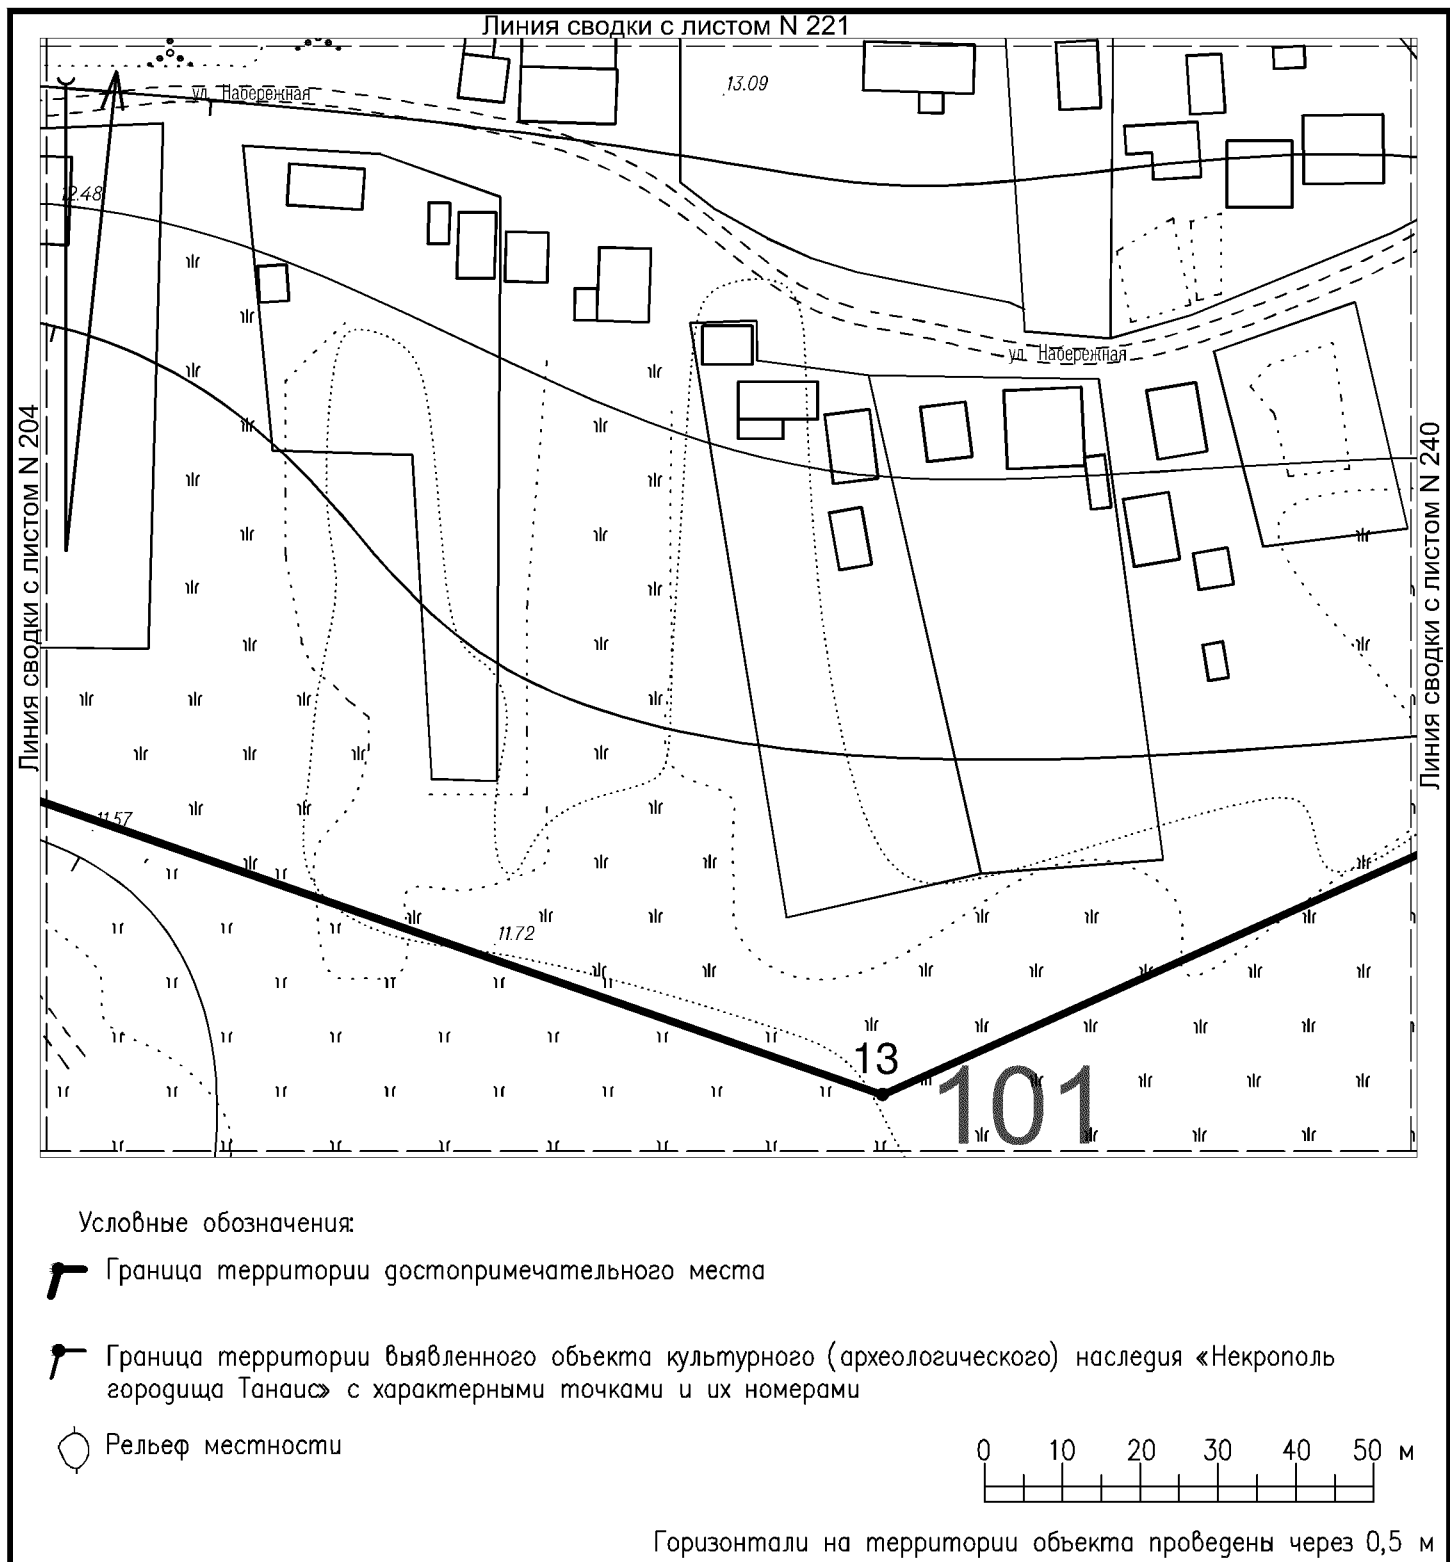 Линия сводки с листом N 221
13.09
ул. Набережная
12.48
ул. Набережная
Линия сводки с листом N 204
Линия сводки с листом N 240
11.57
11.72
13
101
Условные обозначения:
Граница территории достопримечательного места
Граница территории выявленного объекта культурного (археологического) наследия «Некрополь
городища Танаис» с характерными точками и их номерами
Рельеф местности
0 10 20 30 40 50 м
Горизонтали на территории объекта проведены через 0,5 м